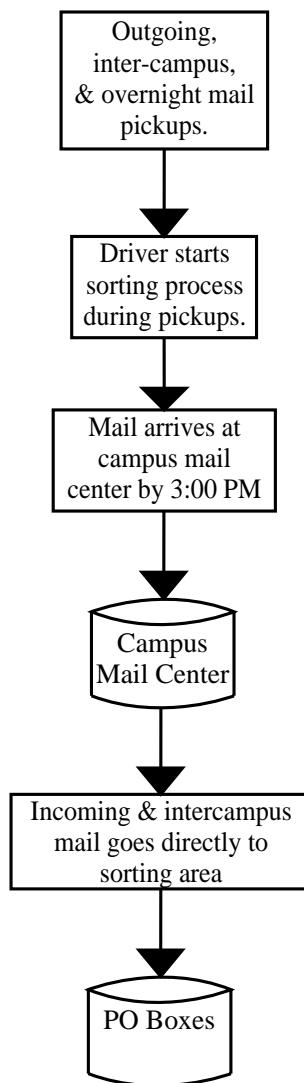 Outgoing,
inter-campus,
& overnight mail
pickups.
Driver starts
sorting process
during pickups.
Mail arrives at
campus mail
center by 3:00 PM
Campus
Mail Center
Incoming & intercampus
mail goes directly to
sorting area
PO Boxes